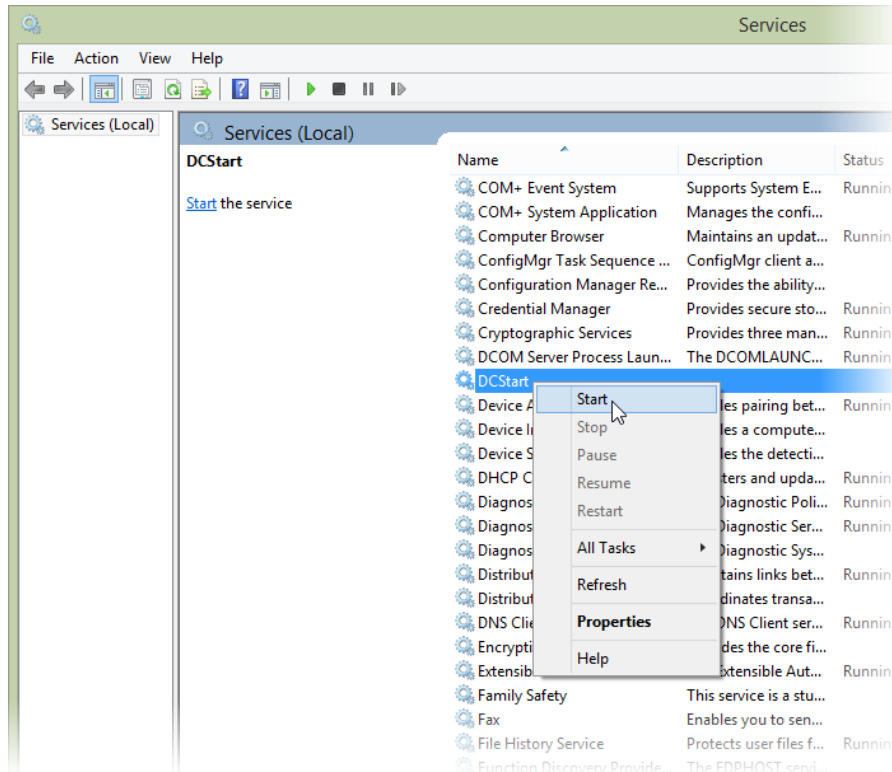 Services
File Action View Help
Services (Local)
Services (Local)
DCStart
Start the service
Name Description Status
COM+ Event System Supports System E... Runnin
COM+ System Application Manages the confi...
Computer Browser Maintains an updat... Runnin
ConfigMgr Task Sequence ... ConfigMgr client a...
Configuration Manager Re... Provides the ability...
Credential Manager Provides secure sto... Runnin
Cryptographic Services Provides three man... Runnin
DCOM Server Process Laun... The DCOMLAUNC... Runnin
DCStart
Device A les pairing bet... Runnin
Device I les a compute...
Device S les the detecti...
DHCP C ters and upda... Runnin
Diagnos Diagnostic Poli... Runnin
Diagnos Diagnostic Ser... Runnin
Diagnos Diagnostic Sys...
Distribut tains links bet... Runnin
Distribut dinates transa...
DNS Clie DNS Client ser... Runnin
Encrypti des the core fi...
Extensib Extensible Aut... Runnin
Start
Stop
Pause
Resume
Restart
All Tasks
Refresh
Properties
Help
Family Safety This service is a stu...
Fax Enables you to sen...
File History Service Protects user files f... Runnin
Function Discovery Provide... The FDPHOST servi...